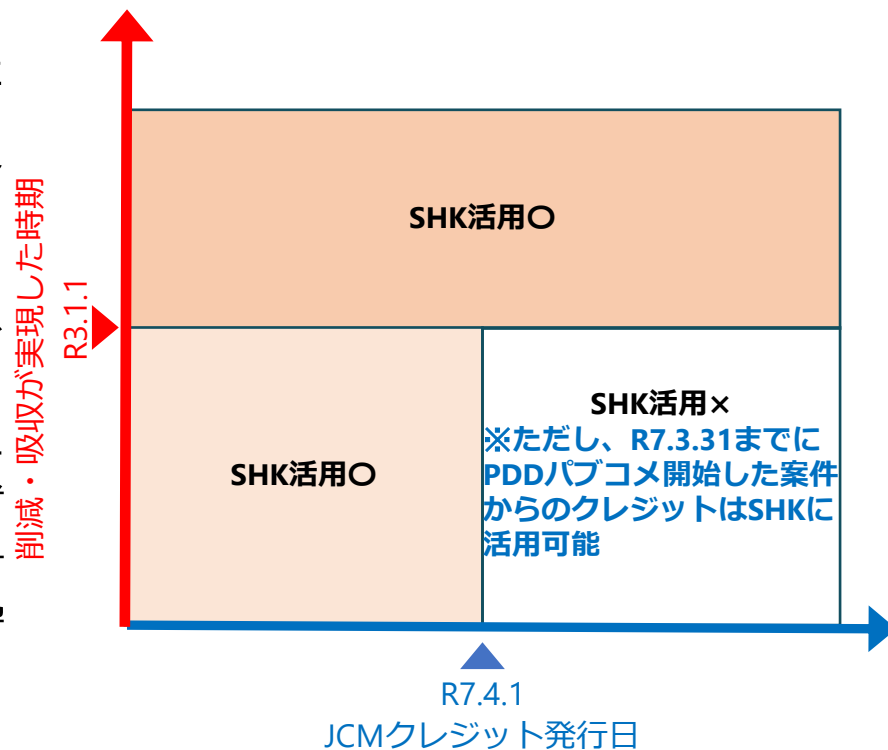 削減・吸収が実現した時期
R3.1.1
SHK活用〇
SHK活用〇
SHK活用×
※ただし、R7.3.31までに
PDDパブコメ開始した案件
からのクレジットはSHKに
活用可能
R7.4.1
JCMクレジット発行日